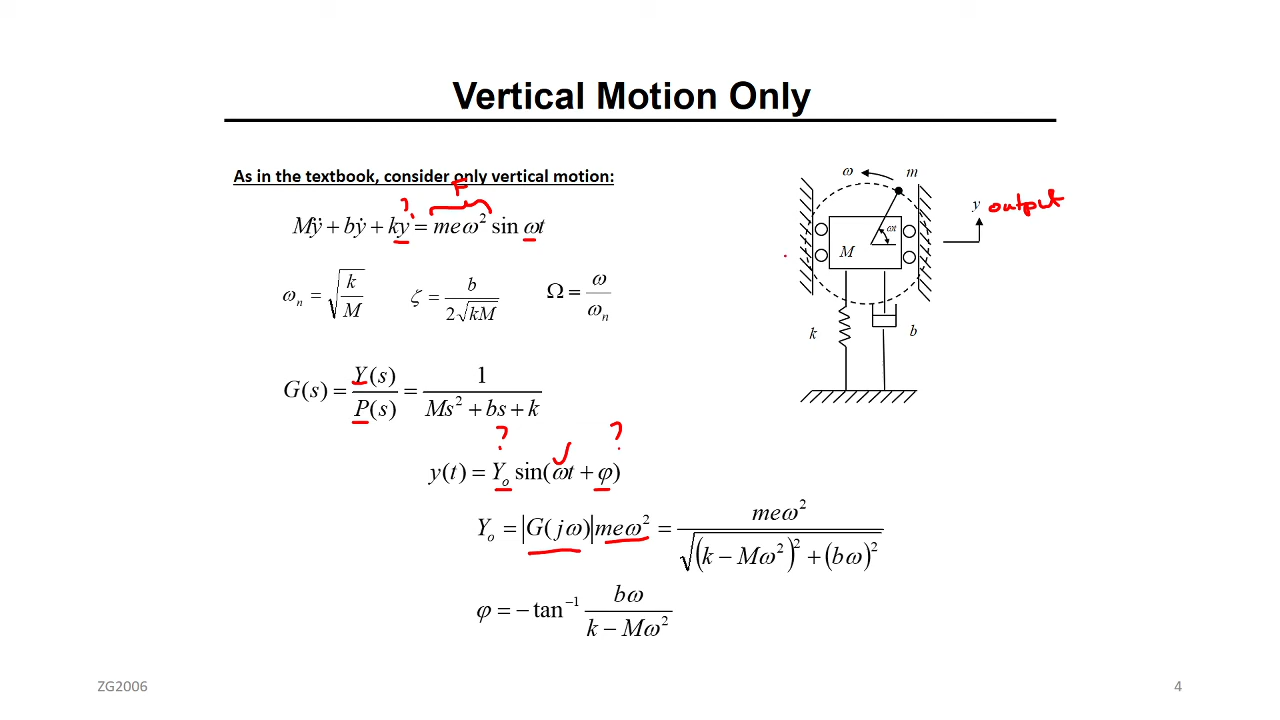 Vertical Motion Only
As in the textbook, consider only vertical motion:
F
?
Mÿ + bẏ + ky = meω² sin ωt
ω_n = √(k/M)  ζ = b/(2√(kM))  Ω = ω/ω_n
G(s) = Y(s)/P(s) = 1/(Ms² + bs + k)
? ✓ ?
y(t) = Y_o sin(ωt + φ)
Y_o = |G(jω)|meω² = meω²/√((k − Mω²)² + (bω)²)
φ = −tan⁻¹ bω/(k − Mω²)
ω m
y output
ωt
M
k b
ZG2006 4